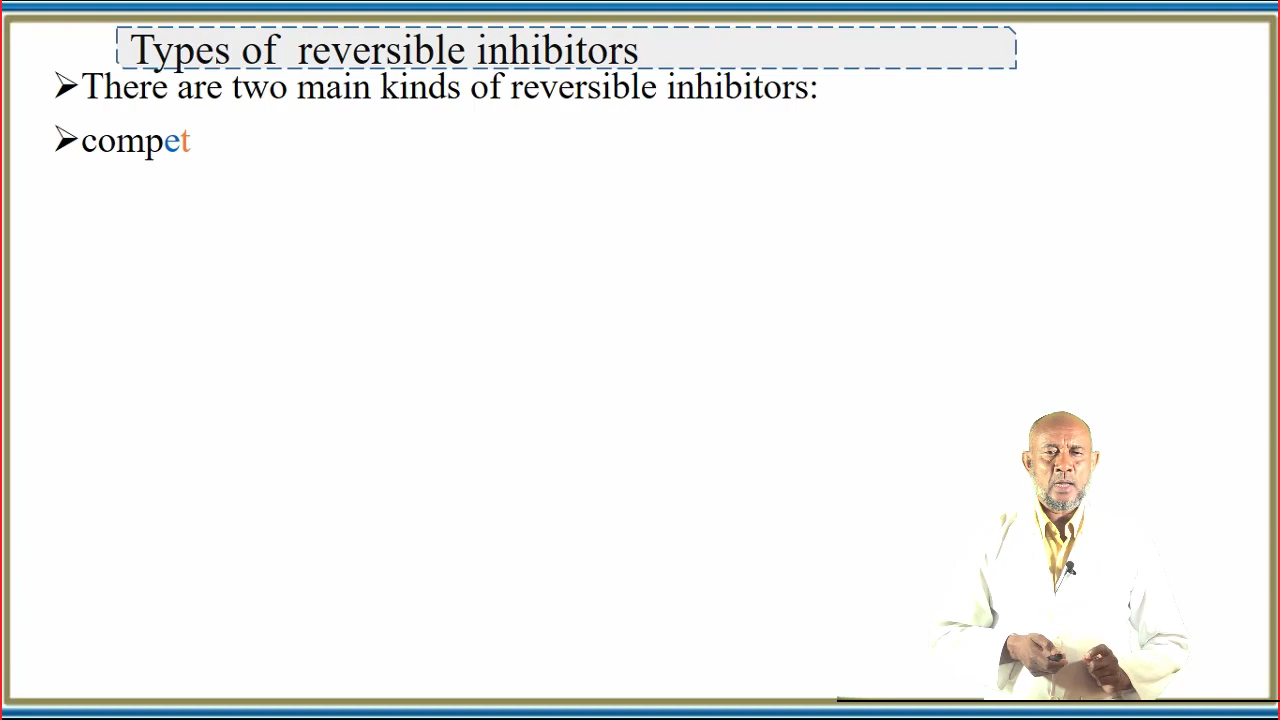 Types of reversible inhibitors
➢There are two main kinds of reversible inhibitors:
➢compet